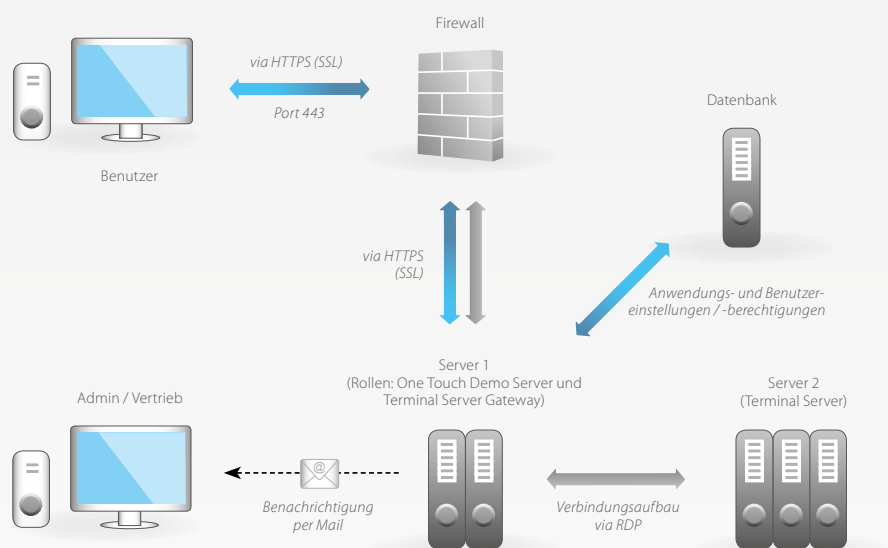 Firewall
via HTTPS (SSL)
Port 443
Benutzer
Datenbank
via HTTPS
(SSL)
Anwendungs- und Benutzer-
einstellungen / -berechtigungen
Server 1
(Rollen: One Touch Demo Server und
Terminal Server Gateway)
Admin / Vertrieb
Server 2
(Terminal Server)
@
Benachrichtigung
per Mail
Verbindungsaufbau
via RDP